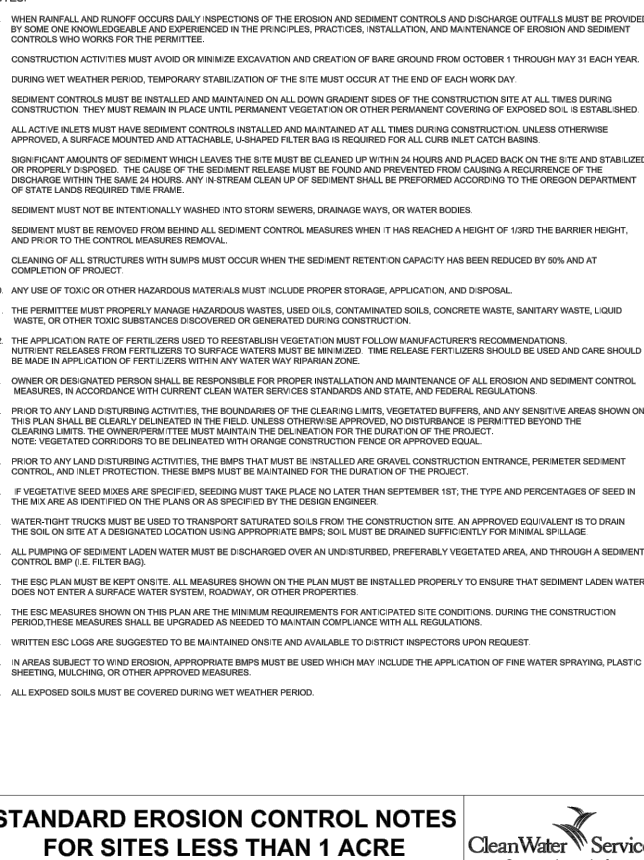 WHEN RAINFALL AND RUNOFF OCCURS DAILY INSPECTIONS OF THE EROSION AND SEDIMENT CONTROLS AND DISCHARGE OUTFALLS MUST BE PROVIDED
BY SOME ONE KNOWLEDGEABLE AND EXPERIENCED IN THE PRINCIPLES, PRACTICES, INSTALLATION, AND MAINTENANCE OF EROSION AND SEDIMENT
CONTROLS WHO WORKS FOR THE PERMITTEE.
CONSTRUCTION ACTIVITIES MUST AVOID OR MINIMIZE EXCAVATION AND CREATION OF BARE GROUND FROM OCTOBER 1 THROUGH MAY 31 EACH YEAR.
DURING WET WEATHER PERIOD, TEMPORARY STABILIZATION OF THE SITE MUST OCCUR AT THE END OF EACH WORK DAY.
SEDIMENT CONTROLS MUST BE INSTALLED AND MAINTAINED ON ALL DOWN GRADIENT SIDES OF THE CONSTRUCTION SITE AT ALL TIMES DURING
CONSTRUCTION. THEY MUST REMAIN IN PLACE UNTIL PERMANENT VEGETATION OR OTHER PERMANENT COVERING OF EXPOSED SOIL IS ESTABLISHED.
ALL ACTIVE INLETS MUST HAVE SEDIMENT CONTROLS INSTALLED AND MAINTAINED AT ALL TIMES DURING CONSTRUCTION. UNLESS OTHERWISE
APPROVED, A SURFACE MOUNTED AND ATTACHABLE, U-SHAPED FILTER BAG IS REQUIRED FOR ALL CURB INLET CATCH BASINS.
SIGNIFICANT AMOUNTS OF SEDIMENT WHICH LEAVES THE SITE MUST BE CLEANED UP WITHIN 24 HOURS AND PLACED BACK ON THE SITE AND STABILIZED
OR PROPERLY DISPOSED. THE CAUSE OF THE SEDIMENT RELEASE MUST BE FOUND AND PREVENTED FROM CAUSING A RECURRENCE OF THE
DISCHARGE WITHIN THE SAME 24 HOURS. ANY IN-STREAM CLEAN UP OF SEDIMENT SHALL BE PREFORMED ACCORDING TO THE OREGON DEPARTMENT
OF STATE LANDS REQUIRED TIME FRAME.
SEDIMENT MUST NOT BE INTENTIONALLY WASHED INTO STORM SEWERS, DRAINAGE WAYS, OR WATER BODIES.
SEDIMENT MUST BE REMOVED FROM BEHIND ALL SEDIMENT CONTROL MEASURES WHEN IT HAS REACHED A HEIGHT OF 1/3RD THE BARRIER HEIGHT,
AND PRIOR TO THE CONTROL MEASURES REMOVAL.
CLEANING OF ALL STRUCTURES WITH SUMPS MUST OCCUR WHEN THE SEDIMENT RETENTION CAPACITY HAS BEEN REDUCED BY 50% AND AT
COMPLETION OF PROJECT.
ANY USE OF TOXIC OR OTHER HAZARDOUS MATERIALS MUST INCLUDE PROPER STORAGE, APPLICATION, AND DISPOSAL.
THE PERMITTEE MUST PROPERLY MANAGE HAZARDOUS WASTES, USED OILS, CONTAMINATED SOILS, CONCRETE WASTE, SANITARY WASTE, LIQUID
WASTE, OR OTHER TOXIC SUBSTANCES DISCOVERED OR GENERATED DURING CONSTRUCTION.
THE APPLICATION RATE OF FERTILIZERS USED TO REESTABLISH VEGETATION MUST FOLLOW MANUFACTURER'S RECOMMENDATIONS.
NUTRIENT RELEASES FROM FERTILIZERS TO SURFACE WATERS MUST BE MINIMIZED. TIME RELEASE FERTILIZERS SHOULD BE USED AND CARE SHOULD
BE MADE IN APPLICATION OF FERTILIZERS WITHIN ANY WATER WAY RIPARIAN ZONE.
OWNER OR DESIGNATED PERSON SHALL BE RESPONSIBLE FOR PROPER INSTALLATION AND MAINTENANCE OF ALL EROSION AND SEDIMENT CONTROL
MEASURES, IN ACCORDANCE WITH CURRENT CLEAN WATER SERVICES STANDARDS AND STATE, AND FEDERAL REGULATIONS.
PRIOR TO ANY LAND DISTURBING ACTIVITIES, THE BOUNDARIES OF THE CLEARING LIMITS, VEGETATED BUFFERS, AND ANY SENSITIVE AREAS SHOWN ON
THIS PLAN SHALL BE CLEARLY DELINEATED IN THE FIELD. UNLESS OTHERWISE APPROVED, NO DISTURBANCE IS PERMITTED BEYOND THE
CLEARING LIMITS. THE OWNER/PERMITTEE MUST MAINTAIN THE DELINEATION FOR THE DURATION OF THE PROJECT.
NOTE: VEGETATED CORRIDORS TO BE DELINEATED WITH ORANGE CONSTRUCTION FENCE OR APPROVED EQUAL.
PRIOR TO ANY LAND DISTURBING ACTIVITIES, THE BMPS THAT MUST BE INSTALLED ARE GRAVEL CONSTRUCTION ENTRANCE, PERIMETER SEDIMENT
CONTROL, AND INLET PROTECTION. THESE BMPS MUST BE MAINTAINED FOR THE DURATION OF THE PROJECT.
IF VEGETATIVE SEED MIXES ARE SPECIFIED, SEEDING MUST TAKE PLACE NO LATER THAN SEPTEMBER 1ST; THE TYPE AND PERCENTAGES OF SEED IN
THE MIX ARE AS IDENTIFIED ON THE PLANS OR AS SPECIFIED BY THE DESIGN ENGINEER.
WATER-TIGHT TRUCKS MUST BE USED TO TRANSPORT SATURATED SOILS FROM THE CONSTRUCTION SITE. AN APPROVED EQUIVALENT IS TO DRAIN
THE SOIL ON SITE AT A DESIGNATED LOCATION USING APPROPRIATE BMPS; SOIL MUST BE DRAINED SUFFICIENTLY FOR MINIMAL SPILLAGE.
ALL PUMPING OF SEDIMENT LADEN WATER MUST BE DISCHARGED OVER AN UNDISTURBED, PREFERABLY VEGETATED AREA, AND THROUGH A SEDIMENT
CONTROL BMP (I.E. FILTER BAG).
THE ESC PLAN MUST BE KEPT ONSITE. ALL MEASURES SHOWN ON THE PLAN MUST BE INSTALLED PROPERLY TO ENSURE THAT SEDIMENT LADEN WATER
DOES NOT ENTER A SURFACE WATER SYSTEM, ROADWAY, OR OTHER PROPERTIES.
THE ESC MEASURES SHOWN ON THIS PLAN ARE THE MINIMUM REQUIREMENTS FOR ANTICIPATED SITE CONDITIONS. DURING THE CONSTRUCTION
PERIOD,THESE MEASURES SHALL BE UPGRADED AS NEEDED TO MAINTAIN COMPLIANCE WITH ALL REGULATIONS.
WRITTEN ESC LOGS ARE SUGGESTED TO BE MAINTAINED ONSITE AND AVAILABLE TO DISTRICT INSPECTORS UPON REQUEST.
IN AREAS SUBJECT TO WIND EROSION, APPROPRIATE BMPS MUST BE USED WHICH MAY INCLUDE THE APPLICATION OF FINE WATER SPRAYING, PLASTIC
SHEETING, MULCHING, OR OTHER APPROVED MEASURES.
ALL EXPOSED SOILS MUST BE COVERED DURING WET WEATHER PERIOD.
STANDARD EROSION CONTROL NOTES
FOR SITES LESS THAN 1 ACRE
CleanWater Servic